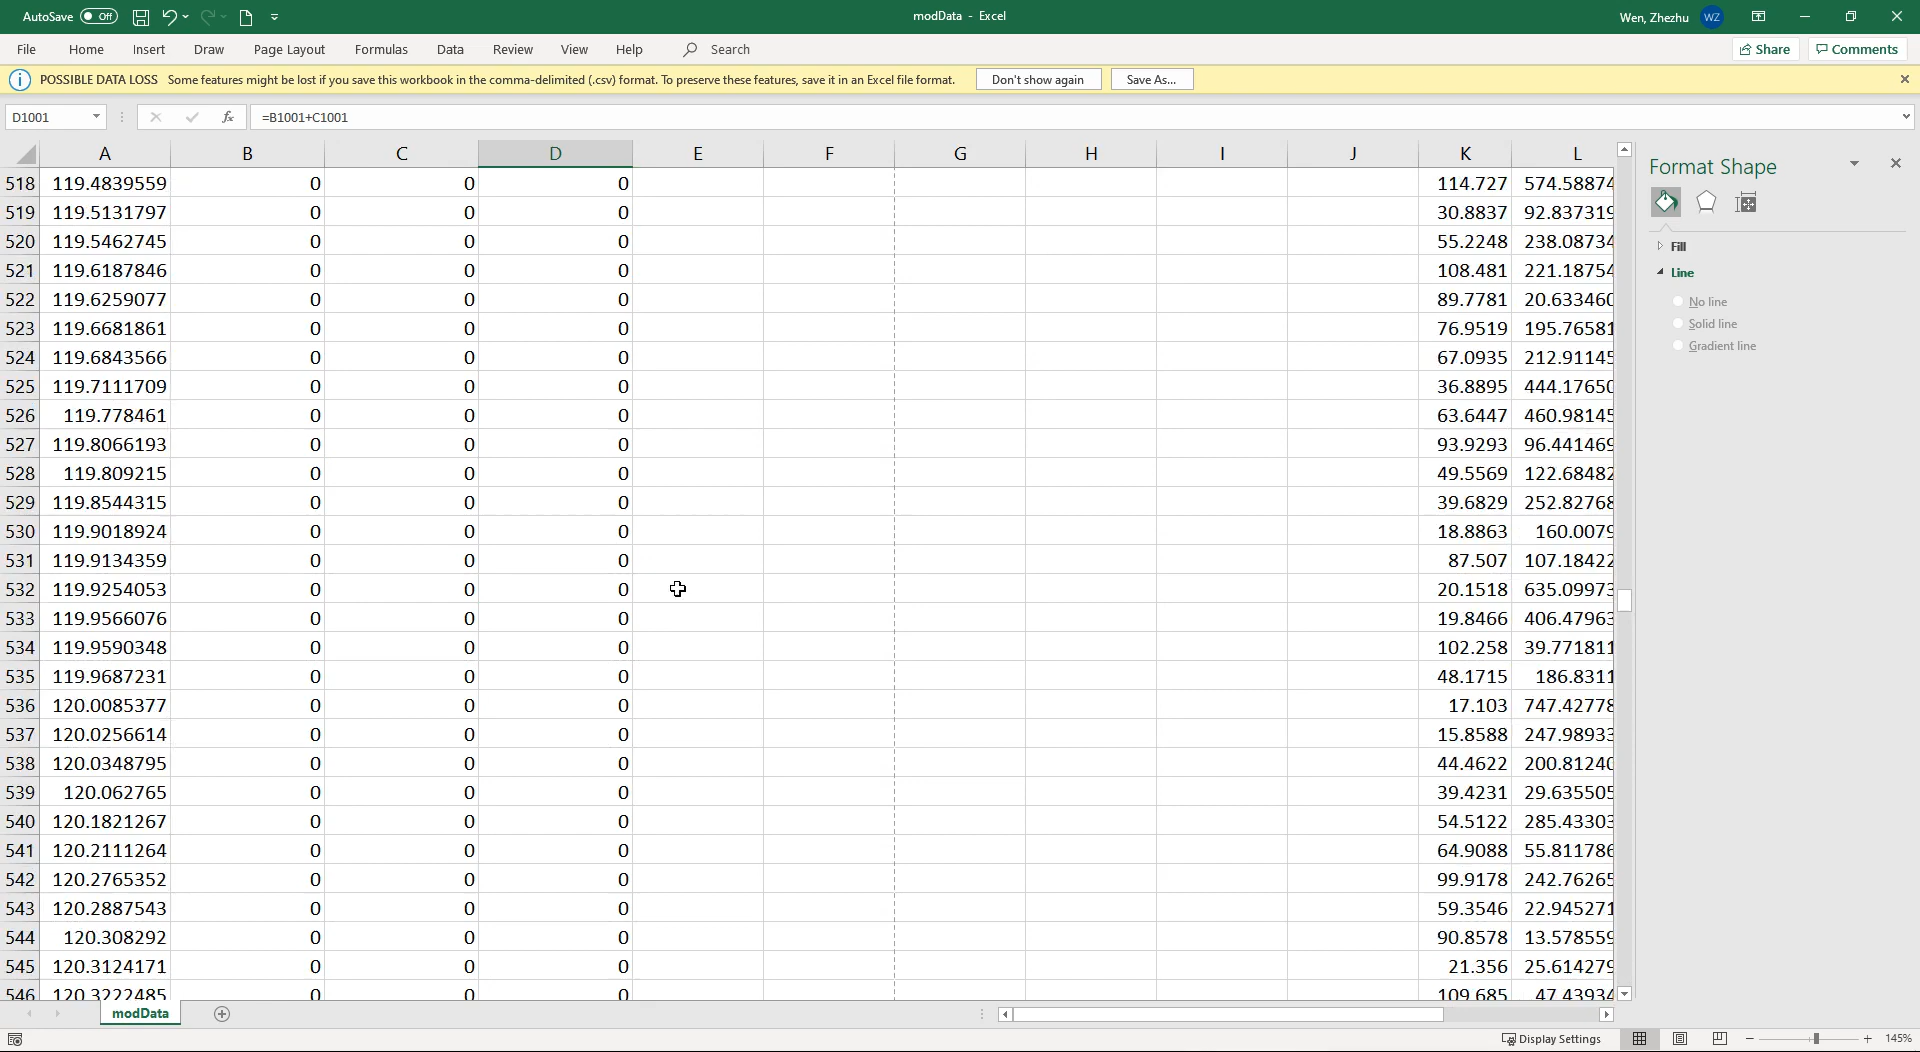 AutoSave Off modData - Excel Wen, Zhezhu WZ
File Home Insert Draw Page Layout Formulas Data Review View Help Search Share Comments
POSSIBLE DATA LOSS Some features might be lost if you save this workbook in the comma-delimited (.csv) format. To preserve these features, save it in an Excel file format. Don't show again Save As...
D1001 fx =B1001+C1001
A B C D E F G H I J K L
518 119.4839559 0 0 0 114.727 574.58874
519 119.5131797 0 0 0 30.8837 92.837319
520 119.5462745 0 0 0 55.2248 238.08734
521 119.6187846 0 0 0 108.481 221.18754
522 119.6259077 0 0 0 89.7781 20.633460
523 119.6681861 0 0 0 76.9519 195.76581
524 119.6843566 0 0 0 67.0935 212.91145
525 119.7111709 0 0 0 36.8895 444.17650
526 119.778461 0 0 0 63.6447 460.98145
527 119.8066193 0 0 0 93.9293 96.441469
528 119.809215 0 0 0 49.5569 122.68482
529 119.8544315 0 0 0 39.6829 252.82768
530 119.9018924 0 0 0 18.8863 160.0079
531 119.9134359 0 0 0 87.507 107.18422
532 119.9254053 0 0 0 20.1518 635.09973
533 119.9566076 0 0 0 19.8466 406.47963
534 119.9590348 0 0 0 102.258 39.771811
535 119.9687231 0 0 0 48.1715 186.8311
536 120.0085377 0 0 0 17.103 747.42778
537 120.0256614 0 0 0 15.8588 247.98933
538 120.0348795 0 0 0 44.4622 200.81240
539 120.062765 0 0 0 39.4231 29.635505
540 120.1821267 0 0 0 54.5122 285.43303
541 120.2111264 0 0 0 64.9088 55.811786
542 120.2765352 0 0 0 99.9178 242.76265
543 120.2887543 0 0 0 59.3546 22.945271
544 120.308292 0 0 0 90.8578 13.578559
545 120.3124171 0 0 0 21.356 25.614279
546 120.3222485 0 0 0 109.685 47.43934
Format Shape
Fill
Line
No line
Solid line
Gradient line
modData
Display Settings 145%